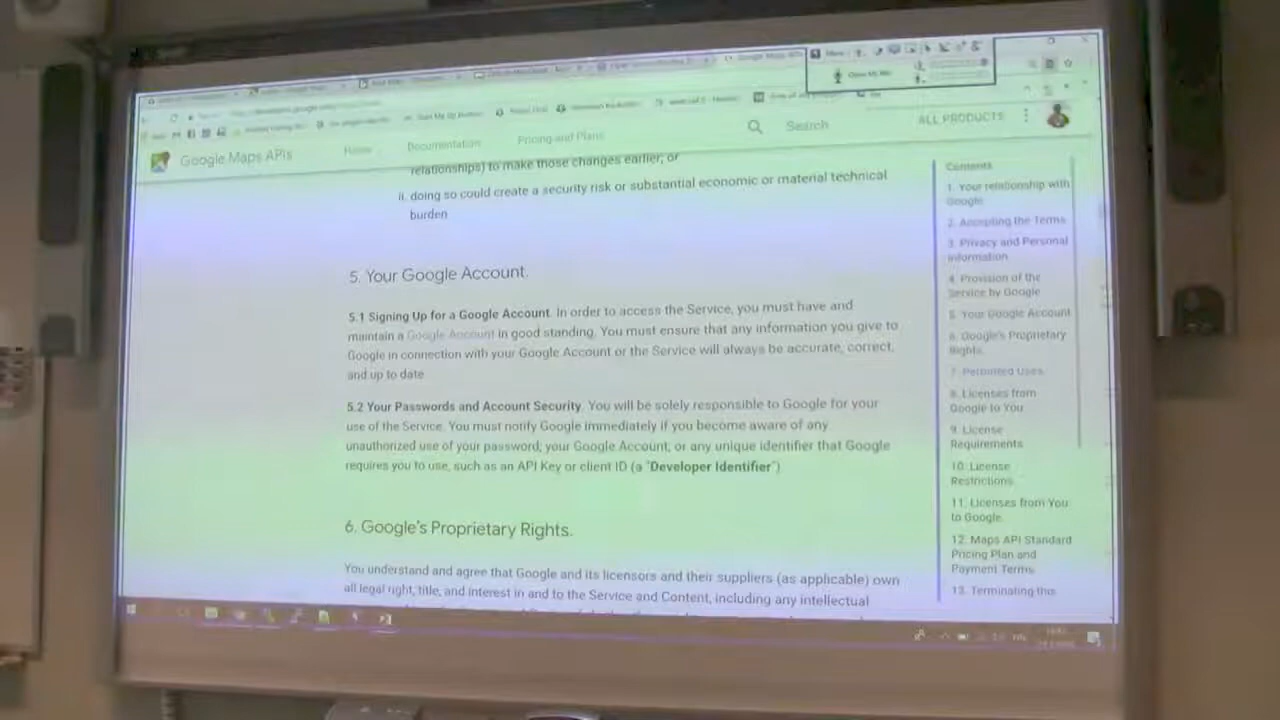 Google Maps APIs
Home
Documentation
Pricing and Plans
Search
ALL PRODUCTS
relationships) to make those changes earlier; or
ii. doing so could create a security risk or substantial economic or material technical
burden
5. Your Google Account.
5.1 Signing Up for a Google Account. In order to access the Service, you must have and
maintain a Google Account in good standing. You must ensure that any information you give to
Google in connection with your Google Account or the Service will always be accurate, correct,
and up to date
5.2 Your Passwords and Account Security. You will be solely responsible to Google for your
use of the Service. You must notify Google immediately if you become aware of any
unauthorized use of your password; your Google Account; or any unique identifier that Google
requires you to use, such as an API Key or client ID (a "Developer Identifier")
6. Google's Proprietary Rights.
You understand and agree that Google and its licensors and their suppliers (as applicable) own
all legal right, title, and interest in and to the Service and Content, including any intellectual
Contents
1. Your relationship with
Google
2. Accepting the Terms
3. Privacy and Personal
Information
4. Provision of the
Service by Google
5. Your Google Account
6. Google's Proprietary
Rights.
7. Permitted Uses
8. Licenses from
Google to You
9. License
Requirements
10. License
Restrictions
11. Licenses from You
to Google.
12. Maps API Standard
Pricing Plan and
Payment Terms
13. Terminating this